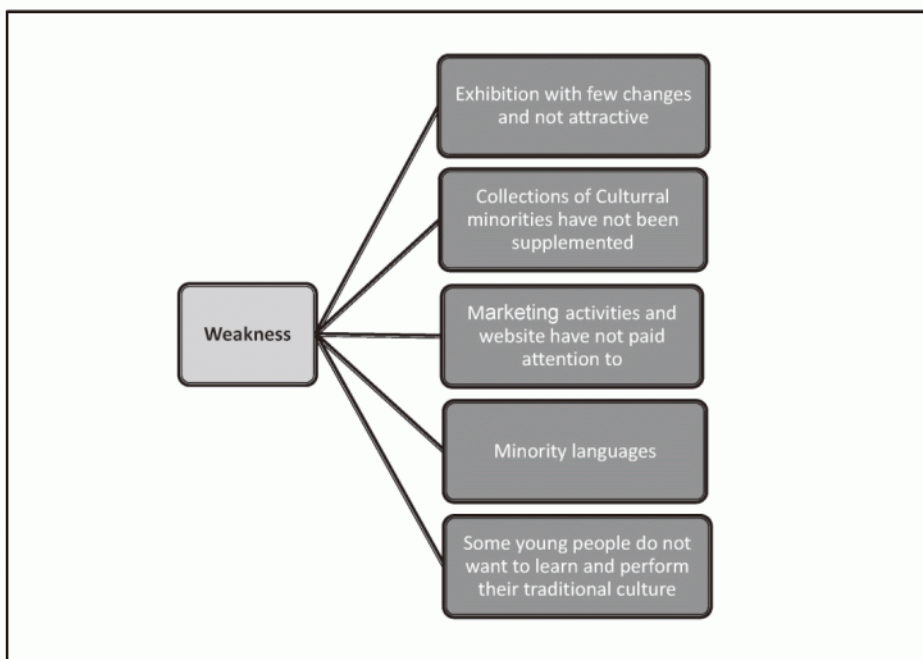 Exhibition with few changes
and not attractive
Collections of Culturral
minorities have not been
supplemented
Weakness
Marketing activities and
website have not paid
attention to
Minority languages
Some young people do not
want to learn and perform
their traditional culture